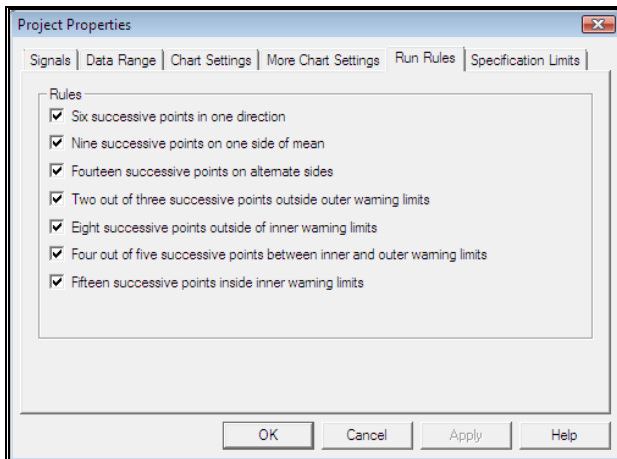 Project Properties
Signals Data Range Chart Settings More Chart Settings Run Rules Specification Limits
Rules
Six successive points in one direction
Nine successive points on one side of mean
Fourteen successive points on alternate sides
Two out of three successive points outside outer warning limits
Eight successive points outside of inner warning limits
Four out of five successive points between inner and outer warning limits
Fifteen successive points inside inner warning limits
OK Cancel Apply Help